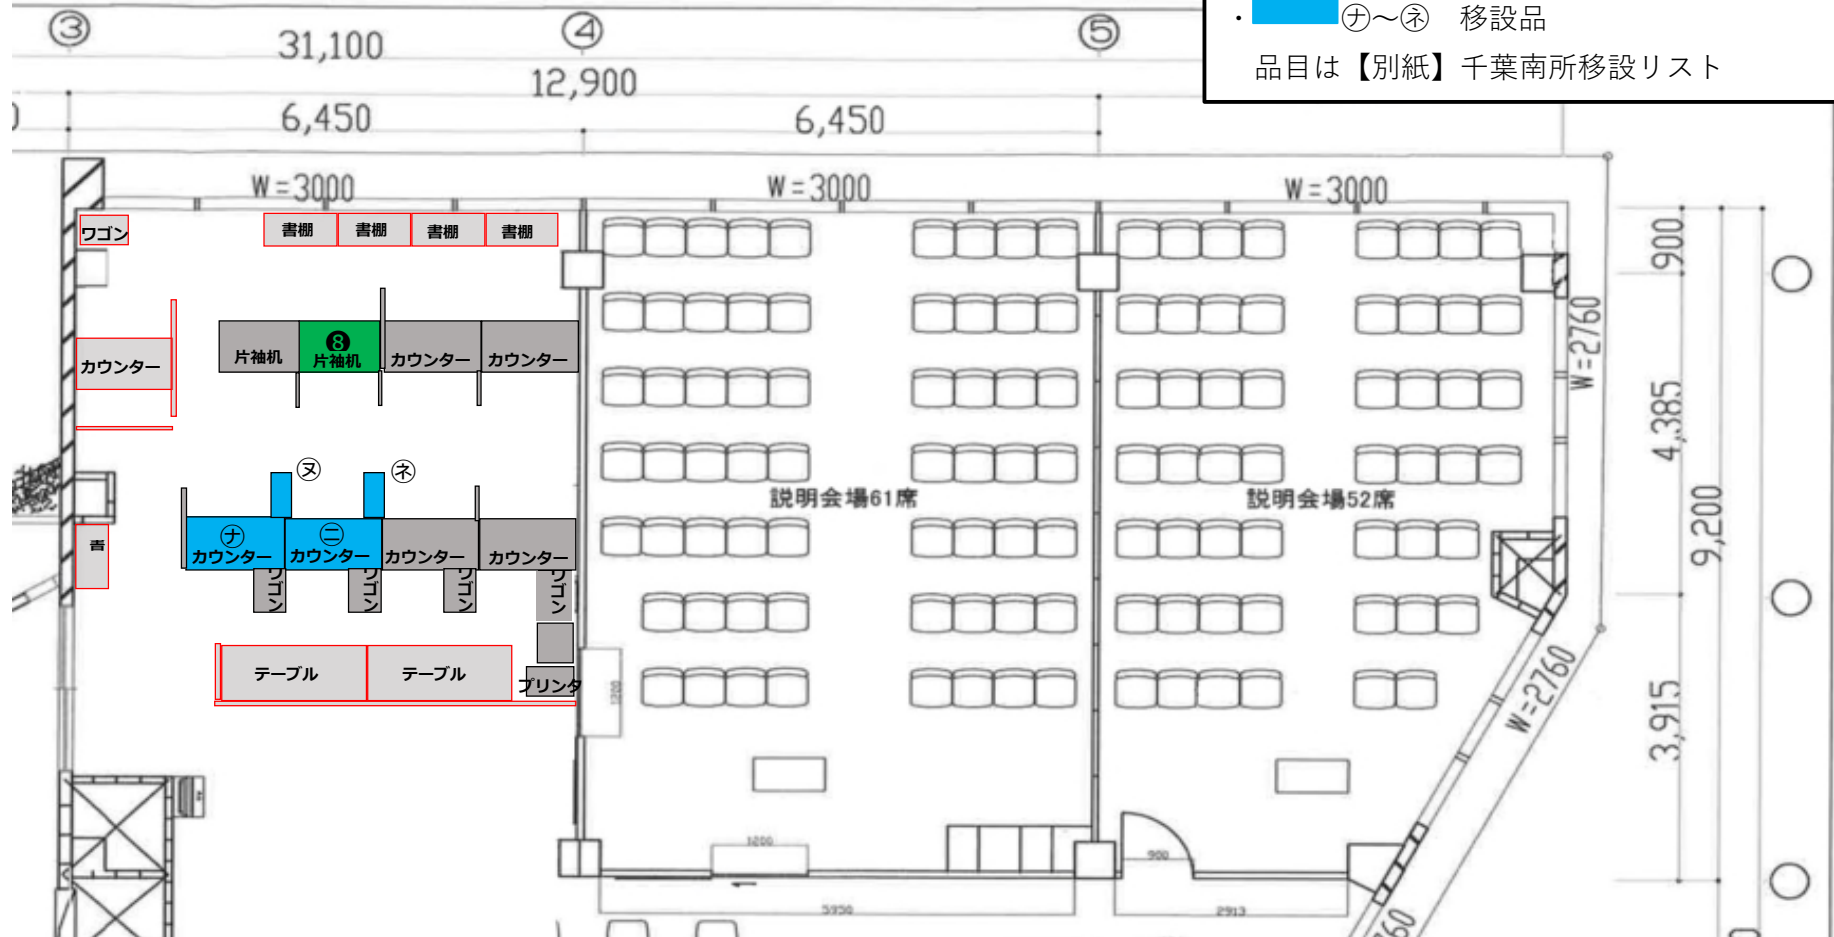 ・ ㋤～㋧ 移設品
品目は【別紙】千葉南所移設リスト
③ ④ ⑤
31,100
12,900
6,450 6,450
W=3000 W=3000 W=3000
ワゴン 書棚 書棚 書棚 書棚
900
片袖机 ❽ 片袖机 カウンター カウンター
カウンター
W=2760
4,385
㋦ ㋧
説明会場61席 説明会場52席
9,200
㋤ カウンター ㋥ カウンター カウンター カウンター
書
ワゴン ワゴン ワゴン ワゴン
テーブル テーブル プリンタ
1200
W=2760
3,915
1200
900
5950 2913
760